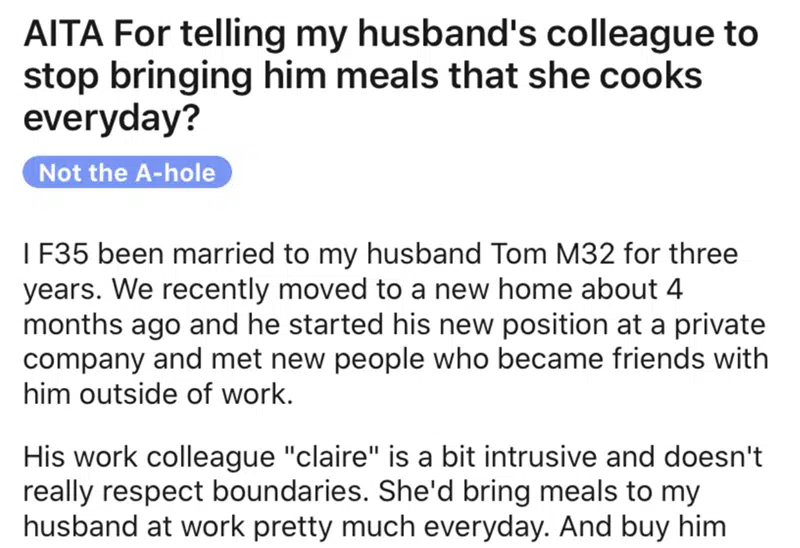 AITA For telling my husband's colleague to
stop bringing him meals that she cooks
everyday?
Not the A-hole
I F35 been married to my husband Tom M32 for three
years. We recently moved to a new home about 4
months ago and he started his new position at a private
company and met new people who became friends with
him outside of work.
His work colleague "claire" is a bit intrusive and doesn't
really respect boundaries. She'd bring meals to my
husband at work pretty much everyday. And buy him